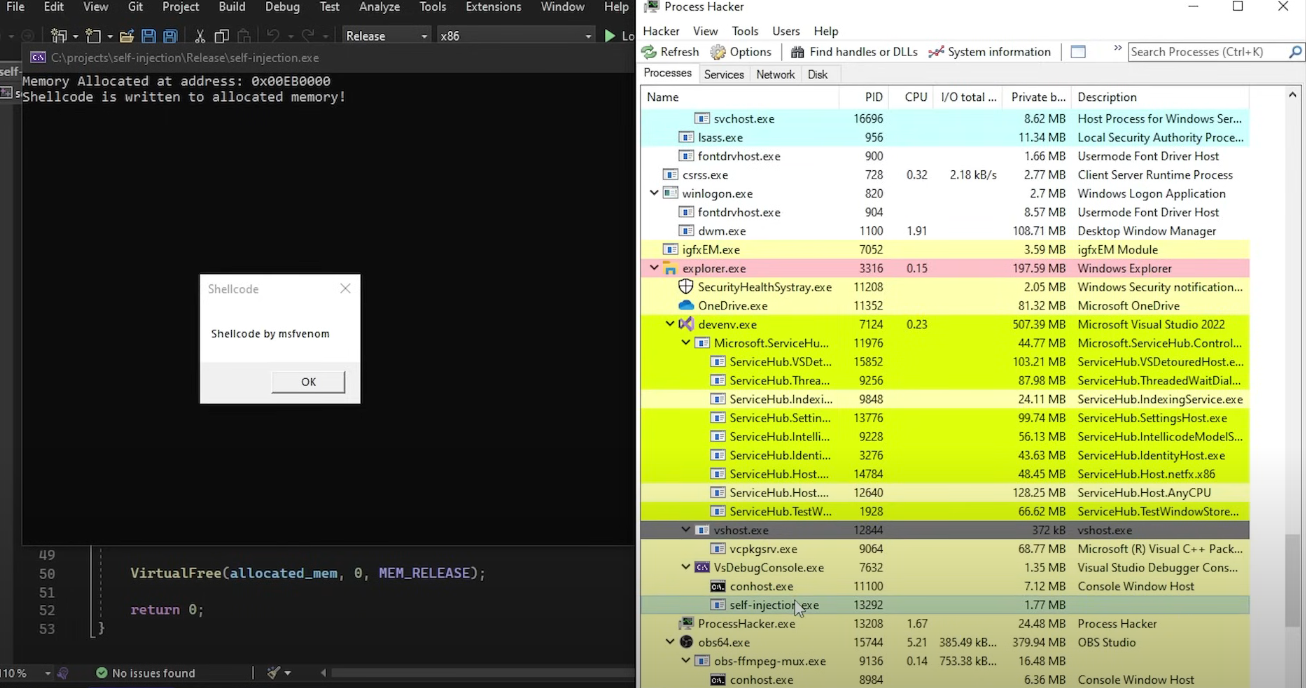 File Edit View Git Project Build Debug Test Analyze Tools Extensions Window Help
Release x86
C:\projects\self-injection\Release\self-injection.exe
Memory Allocated at address: 0x00EB0000
Shellcode is written to allocated memory!
Shellcode
Shellcode by msfvenom
OK
49
50 VirtualFree(allocated_mem, 0, MEM_RELEASE);
51
52 return 0;
53 }
No issues found
Process Hacker
Hacker View Tools Users Help
Refresh Options Find handles or DLLs System information » Search Processes (Ctrl+K)
Processes Services Network Disk
Name PID CPU I/O total ... Private b... Description
svchost.exe 16696 8.62 MB Host Process for Windows Ser...
lsass.exe 956 11.34 MB Local Security Authority Proce...
fontdrvhost.exe 900 1.66 MB Usermode Font Driver Host
csrss.exe 728 0.32 2.18 kB/s 2.77 MB Client Server Runtime Process
winlogon.exe 820 2.7 MB Windows Logon Application
fontdrvhost.exe 904 8.57 MB Usermode Font Driver Host
dwm.exe 1100 1.91 108.71 MB Desktop Window Manager
igfxEM.exe 7052 3.59 MB igfxEM Module
explorer.exe 3316 0.15 197.59 MB Windows Explorer
SecurityHealthSystray.exe 11208 2.05 MB Windows Security notification...
OneDrive.exe 11352 81.32 MB Microsoft OneDrive
devenv.exe 7124 0.23 507.39 MB Microsoft Visual Studio 2022
Microsoft.ServiceHu... 11976 44.77 MB Microsoft.ServiceHub.Control...
ServiceHub.VSDet... 15852 103.21 MB ServiceHub.VSDetouredHost.e...
ServiceHub.Threa... 9256 87.98 MB ServiceHub.ThreadedWaitDial...
ServiceHub.Indexi... 9848 24.11 MB ServiceHub.IndexingService.exe
ServiceHub.Settin... 13776 99.74 MB ServiceHub.SettingsHost.exe
ServiceHub.Intelli... 9228 56.13 MB ServiceHub.IntellicodeModelS...
ServiceHub.Identi... 3276 43.63 MB ServiceHub.IdentityHost.exe
ServiceHub.Host.... 14784 48.45 MB ServiceHub.Host.netfx.x86
ServiceHub.Host.... 12640 128.25 MB ServiceHub.Host.AnyCPU
ServiceHub.TestW... 1928 66.62 MB ServiceHub.TestWindowStore...
vshost.exe 12844 372 kB vshost.exe
vcpkgsrv.exe 9064 68.77 MB Microsoft (R) Visual C++ Pack...
VsDebugConsole.exe 7632 1.35 MB Visual Studio Debugger Cons...
conhost.exe 11100 7.12 MB Console Window Host
self-injection.exe 13292 1.77 MB
ProcessHacker.exe 13208 1.67 24.48 MB Process Hacker
obs64.exe 15744 5.21 385.49 kB... 379.94 MB OBS Studio
obs-ffmpeg-mux.exe 9136 0.14 753.38 kB... 16.48 MB
conhost.exe 8984 6.36 MB Console Window Host